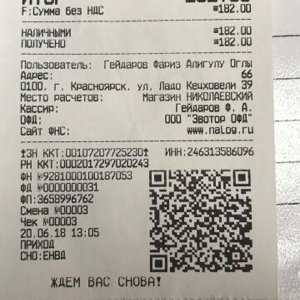 F:Сумма без НДС =182.00
НАЛИЧНЫМИ =182.00
ПОЛУЧЕНО =182.00
Пользователь: Гейдаров Фариз Алигулу Оглы
Адрес: 66
0100, г. Красноярск, ул. Ладо Кецховели 39
Место расчетов: Магазин НИКОЛАЕВСКИЙ
Кассир: Гейдаров Ф. А.
ОФД: ООО "Эвотор ОФД"
Сайт ФНС: www.nalog.ru
ЗН ККТ:00107207725230 ИНН:246313586096
РН ККТ:0002017297020243
ФН №9281000100187053
ФД №0000000031
ФП:3658996762
Смена №00003
Чек №00003
20.06.18 13:05
ПРИХОД
СНО:ЕНВД
ЖДЕМ ВАС СНОВА!